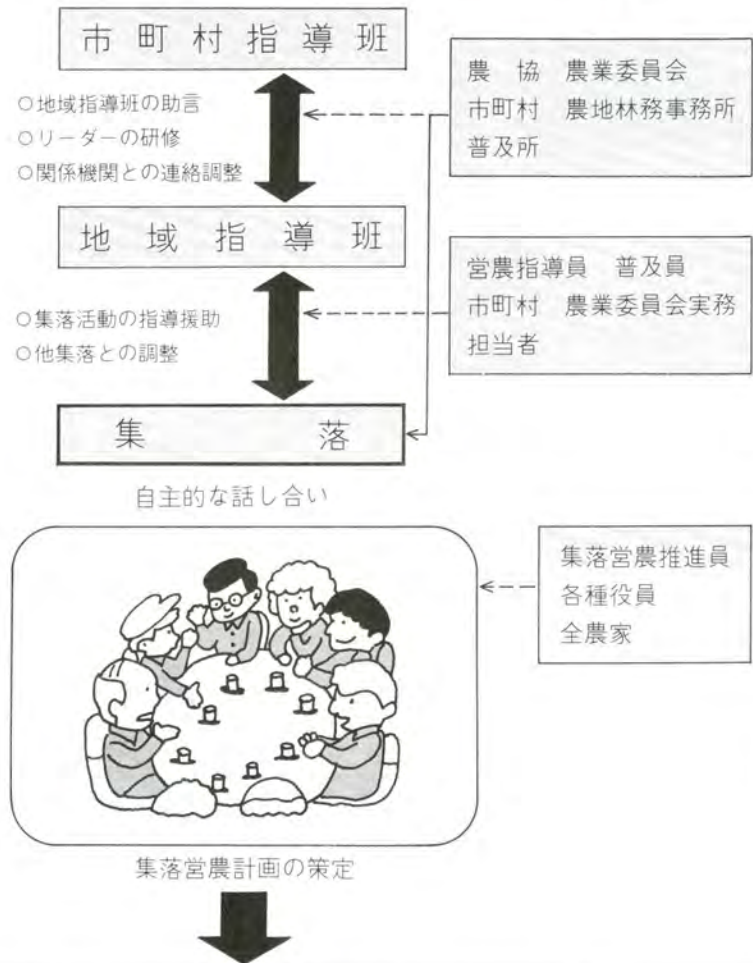 市町村指導班
○地域指導班の助言
○リーダーの研修
○関係機関との連絡調整
農協 農業委員会
市町村 農地林務事務所
普及所
地域指導班
○集落活動の指導援助
○他集落との調整
営農指導員 普及員
市町村 農業委員会実務
担当者
集落
自主的な話し合い
集落営農推進員
各種役員
全農家
集落営農計画の策定